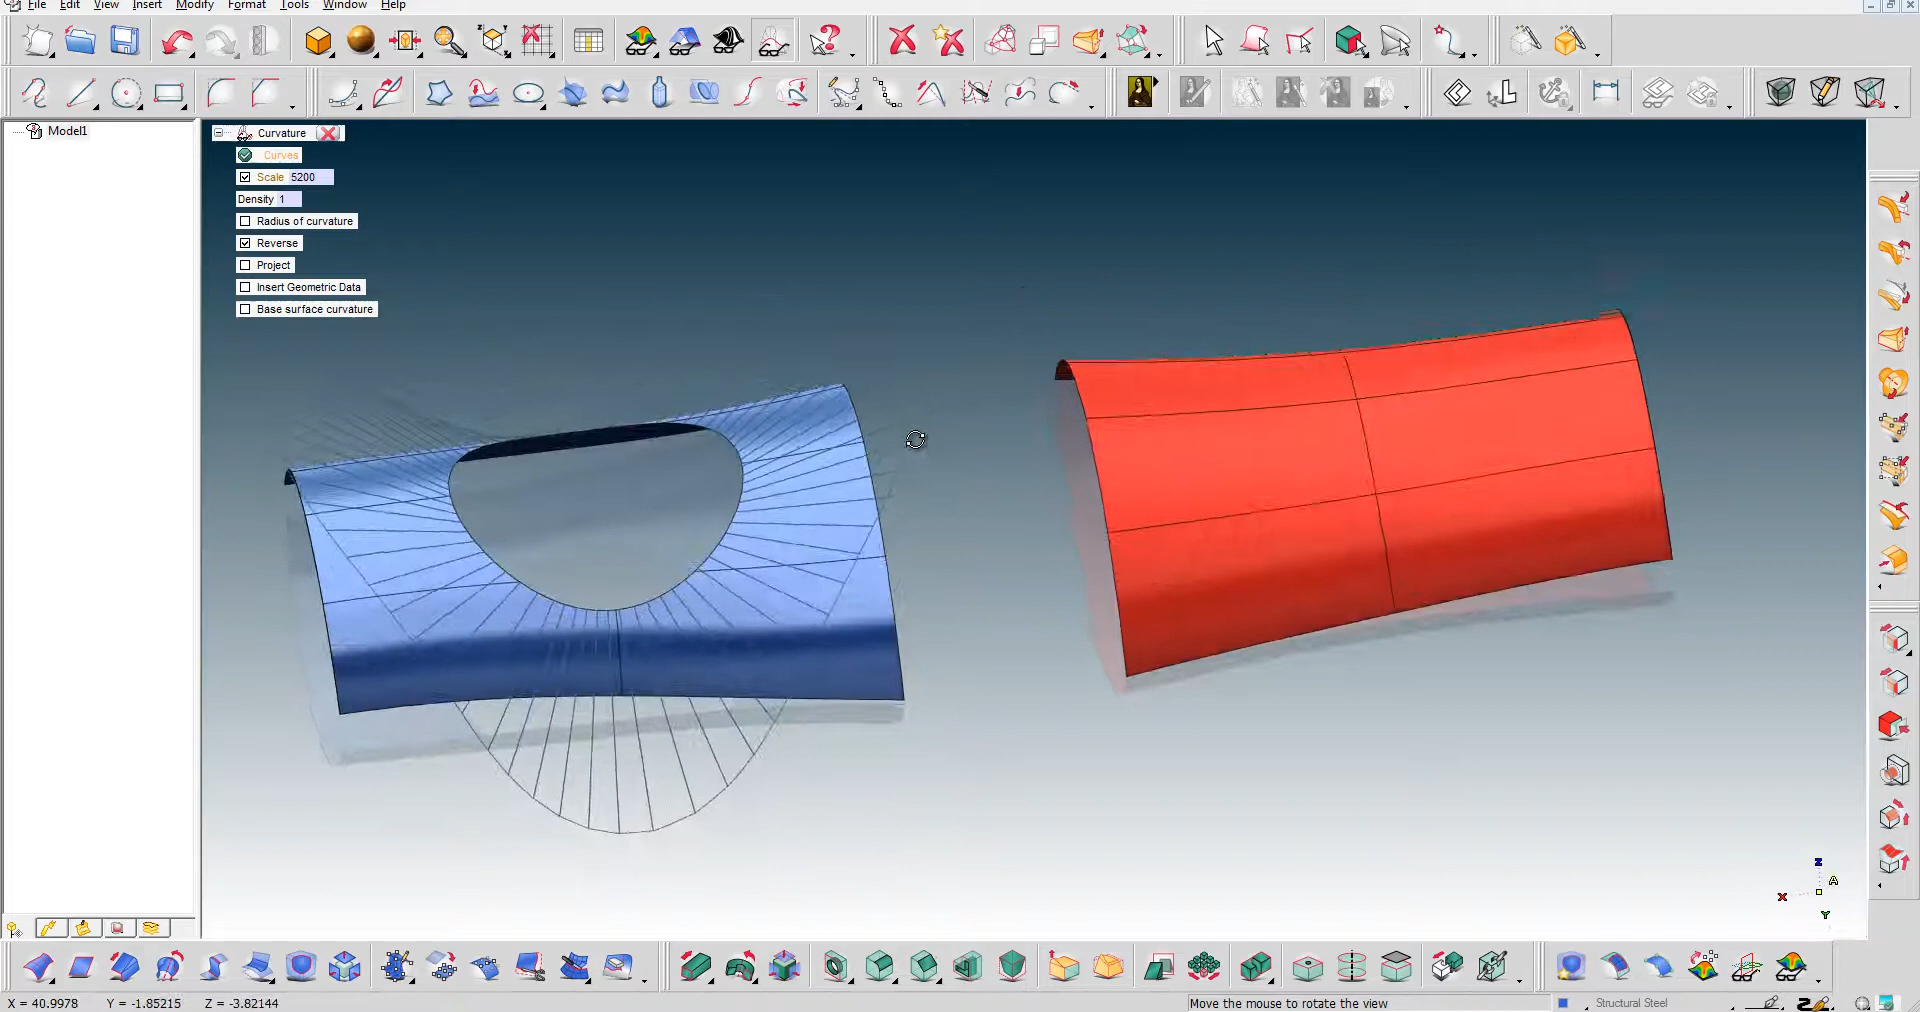 File Edit View Insert Modify Format Tools Window Help
Model1
Curvature
Curves
Scale 5200
Density 1
Radius of curvature
Reverse
Project
Insert Geometric Data
Base surface curvature
Z
A
X
Y
X = 40.9978 Y = -1.85215 Z = -3.82144
Move the mouse to rotate the view
Structural Steel